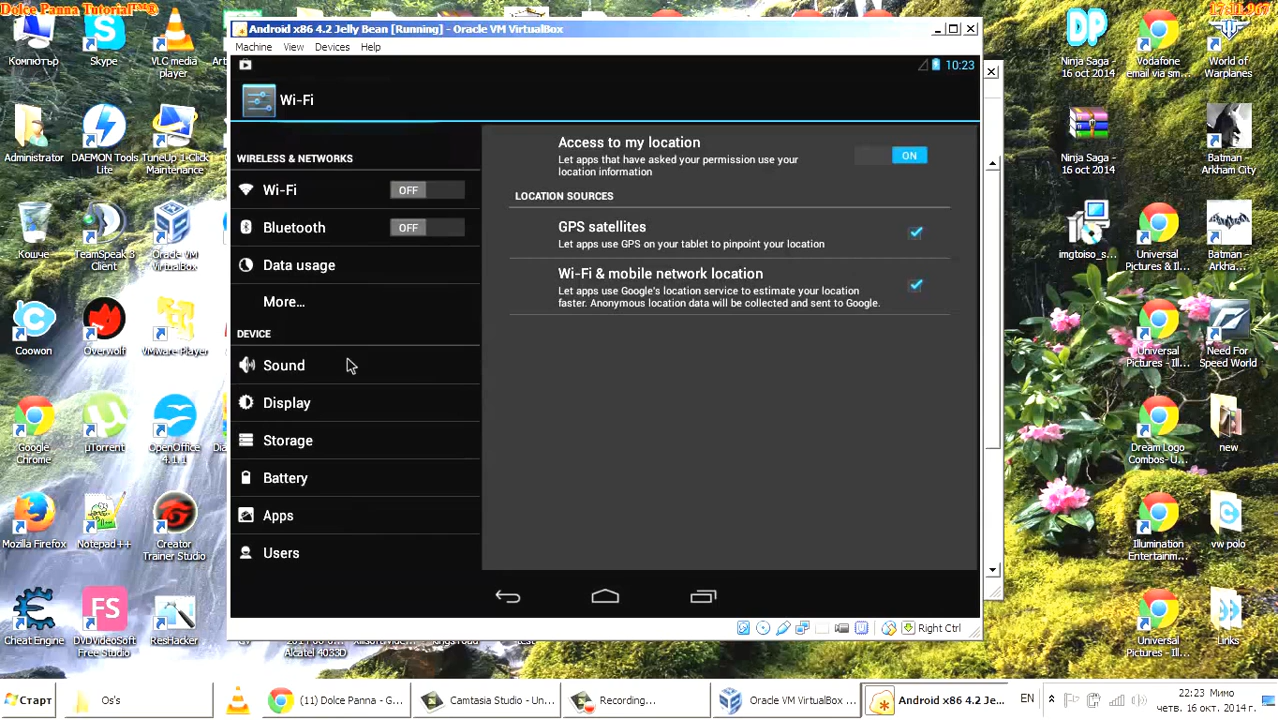 Dolce Panna Tutorial™®
17:11.967
Компютър
Skype
VLC media player
Administrator
DAEMON Tools Lite
TuneUp 1-Click Maintenance
Кошче
TeamSpeak 3 Client
Oracle VM VirtualBox
Coowon
Overwolf
VMware Player
Google Chrome
µTorrent
OpenOffice 4.1.1
Mozilla Firefox
Notepad++
Creator Trainer Studio
Cheat Engine
FS
DVDVideoSoft Free Studio
ResHacker
Android x86 4.2 Jelly Bean [Running] - Oracle VM VirtualBox
Machine View Devices Help
10:23
Wi-Fi
WIRELESS & NETWORKS
Wi-Fi OFF
Bluetooth OFF
Data usage
More...
DEVICE
Sound
Display
Storage
Battery
Apps
Users
Access to my location
Let apps that have asked your permission use your
location information
ON
LOCATION SOURCES
GPS satellites
Let apps use GPS on your tablet to pinpoint your location
Wi-Fi & mobile network location
Let apps use Google's location service to estimate your location
faster. Anonymous location data will be collected and sent to Google.
Right Ctrl
Alcatel 4033D
DP
Ninja Saga - 16 oct 2014
Vodafone email via sm...
World of Warplanes
Ninja Saga - 16 oct 2014
Batman - Arkham City
imgtoiso_s...
Universal Pictures & Il...
Batman - Arkha...
Universal Pictures - Ill...
Need For Speed World
Dream Logo Combos- U...
new
Illumination Entertainm...
vw polo
Universal Pictures - Ill...
Links
Старт
Os's
(11) Dolce Panna - G...
Camtasia Studio - Un...
Recording...
Oracle VM VirtualBox ...
Android x86 4.2 Je...
EN
22:23 Мино
четв. 16 окт. 2014 г.